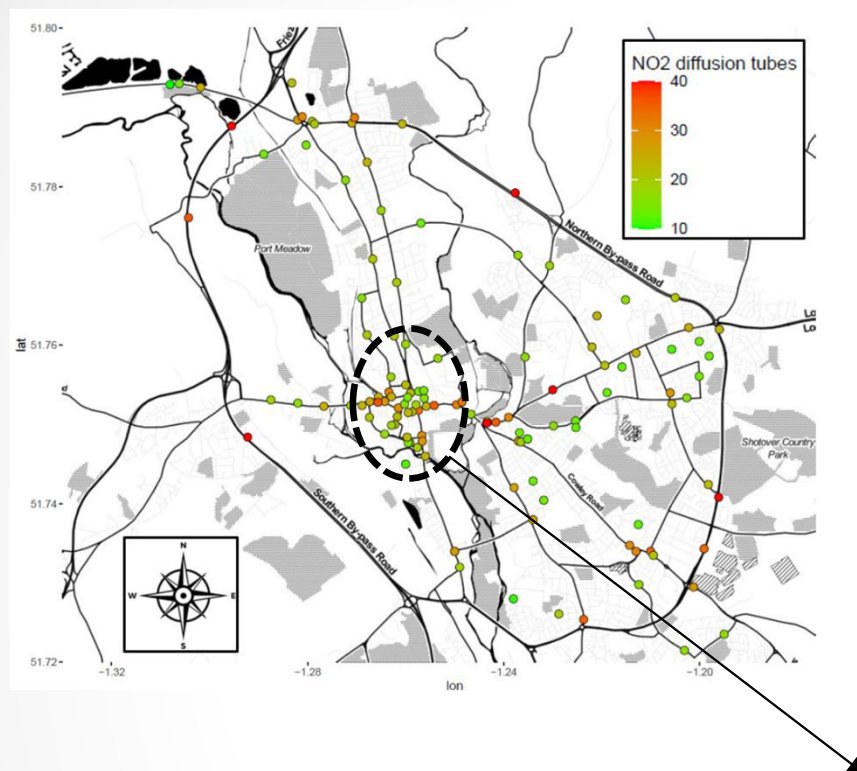 51.80
51.78
51.76
51.74
51.72
lat
−1.32
−1.28
−1.24
−1.20
lon
NO2 diffusion tubes
40
30
20
10
Port Meadow
Northern By-pass Road
Southern By-pass Road
Cowley Road
Shotover Country
Park
N
W
E
S